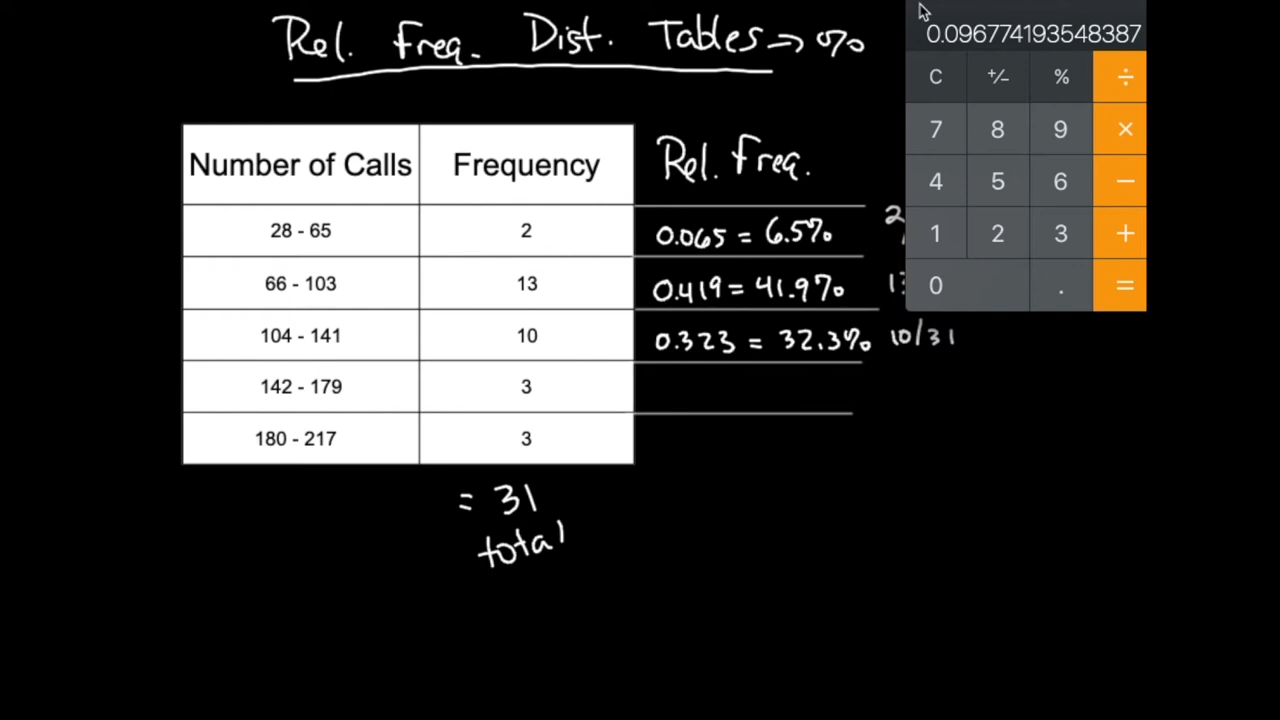 Rel. Freq. Dist. Tables → %
0.096774193548387
C +/- % ÷
7 8 9 ×
4 5 6 −
1 2 3 +
0 . =
Number of Calls Frequency Rel. Freq.
28 - 65 2 0.065 = 6.5% 2
66 - 103 13 0.419 = 41.9%
104 - 141 10 0.323 = 32.3% 10/31
142 - 179 3
180 - 217 3
= 31
total